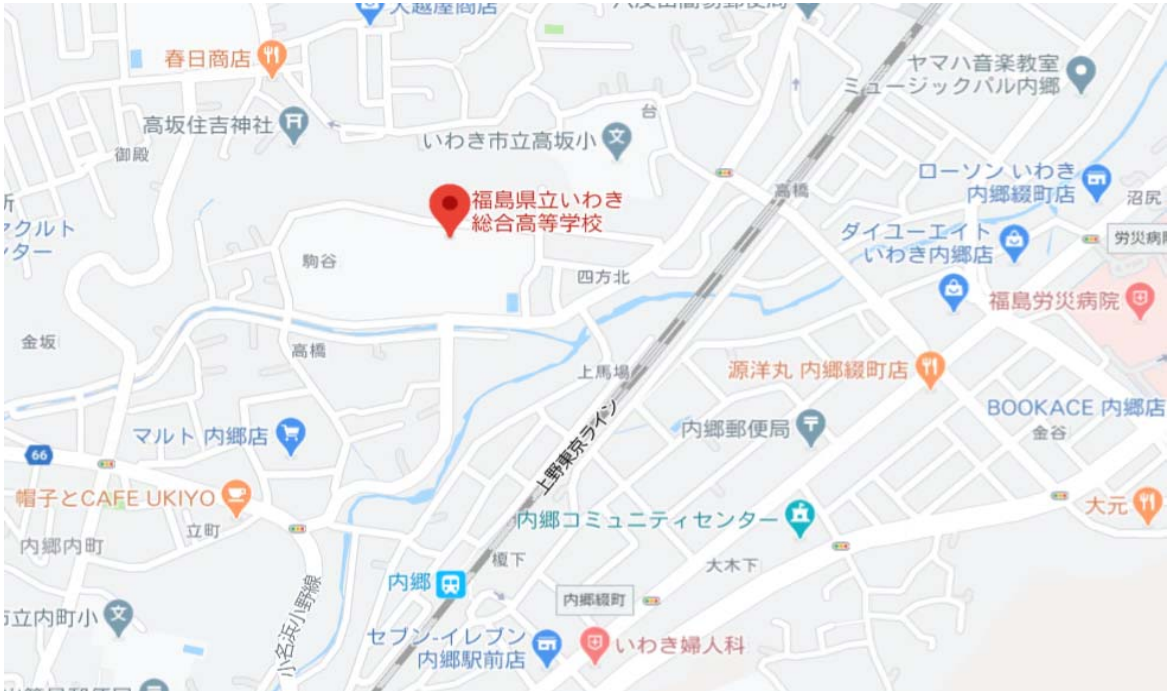 大越屋商店
春日商店
ヤマハ音楽教室
ミュージックパル内郷
台
高坂住吉神社
いわき市立高坂小
御殿
ローソン いわき
内郷綴町店
高橋
沼尻
福島県立いわき
総合高等学校
ダイユーエイト
いわき内郷店
労災病院
駒谷
四方北
福島労災病院
金坂
高橋
上馬場
源洋丸 内郷綴町店
BOOKACE 内郷店
金谷
マルト 内郷店
内郷郵便局
上野東京ライン
66
帽子とCAFE UKIYO
大元
立町
内郷コミュニティセンター
内郷内町
榎下
大木下
内郷
内郷綴町
小名浜小野線
市立内町小
セブン-イレブン
内郷駅前店
いわき婦人科